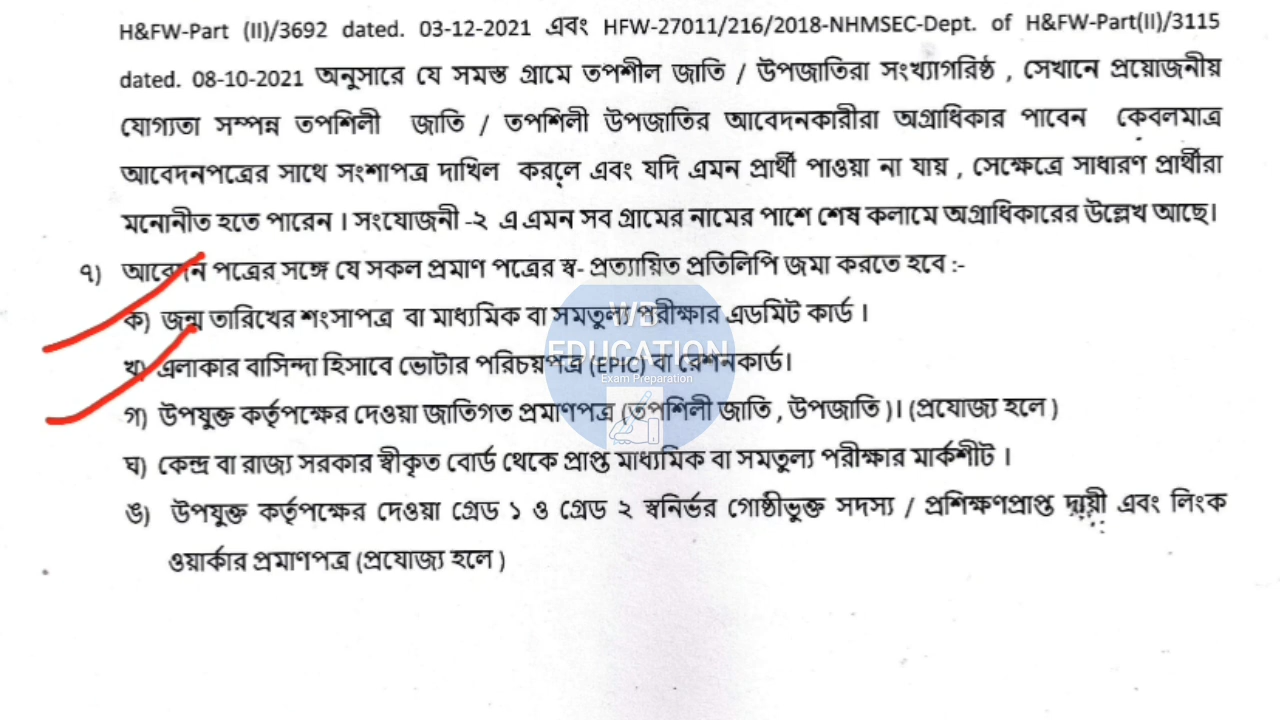 H&FW-Part (II)/3692 dated. 03-12-2021 এবং HFW-27011/216/2018-NHMSEC-Dept. of H&FW-Part(II)/3115
dated. 08-10-2021 অনুসারে যে সমস্ত গ্রামে তপশীল জাতি / উপজাতিরা সংখ্যাগরিষ্ঠ , সেখানে প্রয়োজনীয়
যোগ্যতা সম্পন্ন তপশিলী জাতি / তপশিলী উপজাতির আবেদনকারীরা অগ্রাধিকার পাবেন কেবলমাত্র
আবেদনপত্রের সাথে সংশাপত্র দাখিল করলে এবং যদি এমন প্রার্থী পাওয়া না যায় , সেক্ষেত্রে সাধারণ প্রার্থীরা
মনোনীত হতে পারেন । সংযোজনী -২ এ এমন সব গ্রামের নামের পাশে শেষ কলামে অগ্রাধিকারের উল্লেখ আছে।
৭) আবেদন পত্রের সঙ্গে যে সকল প্রমাণ পত্রের স্ব- প্রত্যায়িত প্রতিলিপি জমা করতে হবে :-
ক) জন্ম তারিখের শংসাপত্র বা মাধ্যমিক বা সমতুল্য পরীক্ষার এডমিট কার্ড ।
খ) এলাকার বাসিন্দা হিসাবে ভোটার পরিচয়পত্র (EPIC) বা রেশনকার্ড।
গ) উপযুক্ত কর্তৃপক্ষের দেওয়া জাতিগত প্রমাণপত্র (তপশিলী জাতি , উপজাতি )। (প্রযোজ্য হলে )
ঘ) কেন্দ্র বা রাজ্য সরকার স্বীকৃত বোর্ড থেকে প্রাপ্ত মাধ্যমিক বা সমতুল্য পরীক্ষার মার্কশীট ।
ঙ) উপযুক্ত কর্তৃপক্ষের দেওয়া গ্রেড ১ ও গ্রেড ২ স্বনির্ভর গোষ্ঠীভুক্ত সদস্য / প্রশিক্ষণপ্রাপ্ত দায়ী এবং লিংক
ওয়ার্কার প্রমাণপত্র (প্রযোজ্য হলে )
WB
EDUCATION
Exam Preparation